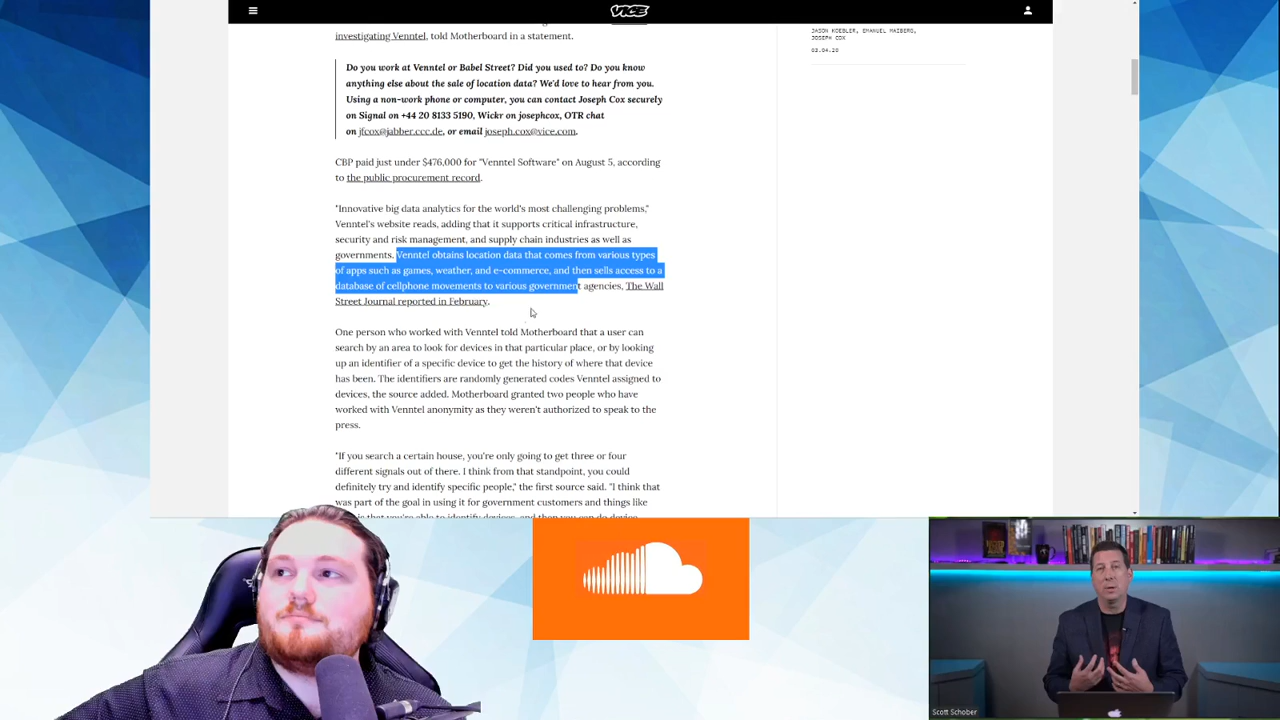 VICE
investigating Venntel, told Motherboard in a statement.
JASON KOEBLER, EMANUEL MAIBERG,
JOSEPH COX
03.04.20
Do you work at Venntel or Babel Street? Did you used to? Do you know
anything else about the sale of location data? We'd love to hear from you.
Using a non-work phone or computer, you can contact Joseph Cox securely
on Signal on +44 20 8133 5190, Wickr on josephcox, OTR chat
on jfcox@jabber.ccc.de, or email joseph.cox@vice.com.
CBP paid just under $476,000 for "Venntel Software" on August 5, according
to the public procurement record.
"Innovative big data analytics for the world's most challenging problems,"
Venntel's website reads, adding that it supports critical infrastructure,
security and risk management, and supply chain industries as well as
governments. Venntel obtains location data that comes from various types
of apps such as games, weather, and e-commerce, and then sells access to a
database of cellphone movements to various government agencies, The Wall
Street Journal reported in February.
One person who worked with Venntel told Motherboard that a user can
search by an area to look for devices in that particular place, or by looking
up an identifier of a specific device to get the history of where that device
has been. The identifiers are randomly generated codes Venntel assigned to
devices, the source added. Motherboard granted two people who have
worked with Venntel anonymity as they weren't authorized to speak to the
press.
"If you search a certain house, you're only going to get three or four
different signals out of there. I think from that standpoint, you could
definitely try and identify specific people," the first source said. "I think that
was part of the goal in using it for government customers and things like
Scott Schober